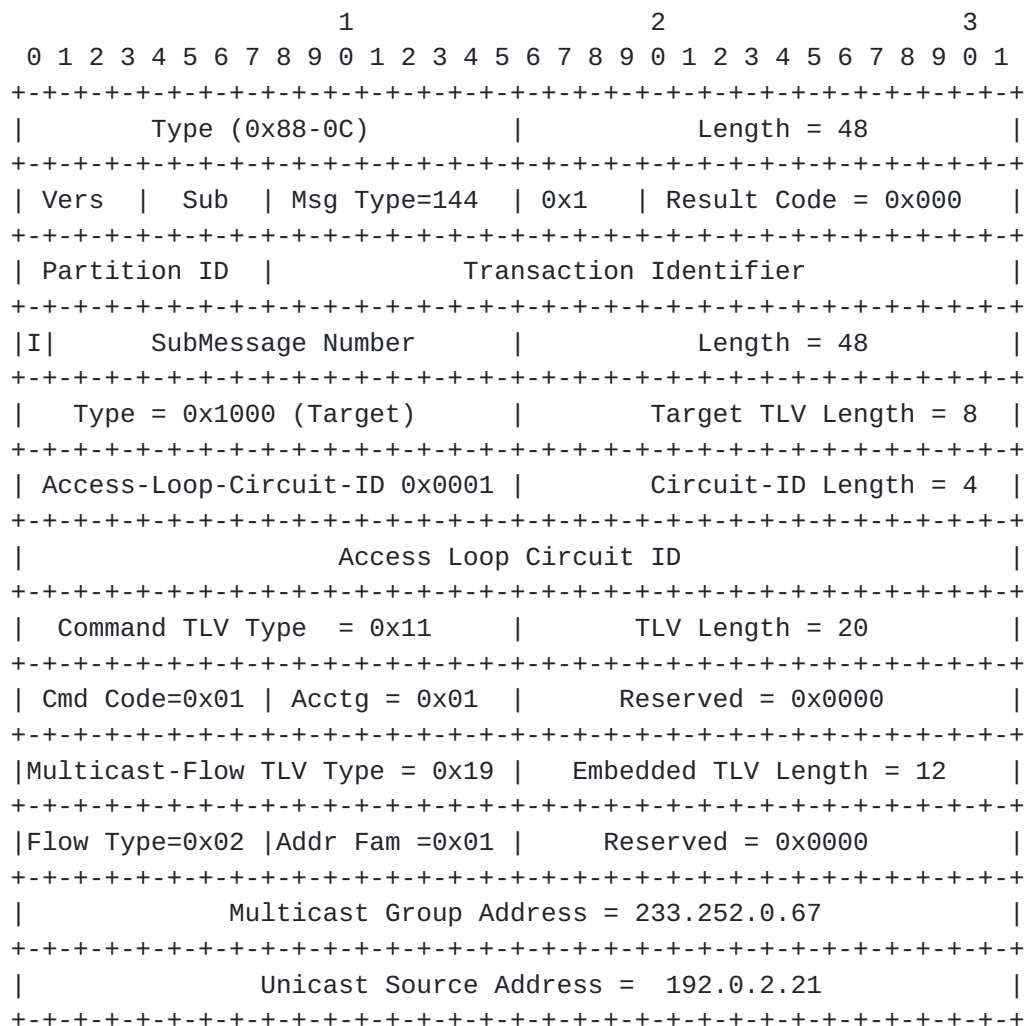 1                   2                   3
 0 1 2 3 4 5 6 7 8 9 0 1 2 3 4 5 6 7 8 9 0 1 2 3 4 5 6 7 8 9 0 1
+-+-+-+-+-+-+-+-+-+-+-+-+-+-+-+-+-+-+-+-+-+-+-+-+-+-+-+-+-+-+-+-+
|        Type (0x88-0C)         |           Length = 48         |
+-+-+-+-+-+-+-+-+-+-+-+-+-+-+-+-+-+-+-+-+-+-+-+-+-+-+-+-+-+-+-+-+
| Vers  |  Sub  | Msg Type=144  | 0x1   | Result Code = 0x000   |
+-+-+-+-+-+-+-+-+-+-+-+-+-+-+-+-+-+-+-+-+-+-+-+-+-+-+-+-+-+-+-+-+
| Partition ID  |            Transaction Identifier             |
+-+-+-+-+-+-+-+-+-+-+-+-+-+-+-+-+-+-+-+-+-+-+-+-+-+-+-+-+-+-+-+-+
|I|      SubMessage Number      |           Length = 48         |
+-+-+-+-+-+-+-+-+-+-+-+-+-+-+-+-+-+-+-+-+-+-+-+-+-+-+-+-+-+-+-+-+
|   Type = 0x1000 (Target)      |        Target TLV Length = 8  |
+-+-+-+-+-+-+-+-+-+-+-+-+-+-+-+-+-+-+-+-+-+-+-+-+-+-+-+-+-+-+-+-+
| Access-Loop-Circuit-ID 0x0001 |        Circuit-ID Length = 4  |
+-+-+-+-+-+-+-+-+-+-+-+-+-+-+-+-+-+-+-+-+-+-+-+-+-+-+-+-+-+-+-+-+
|                    Access Loop Circuit ID                     |
+-+-+-+-+-+-+-+-+-+-+-+-+-+-+-+-+-+-+-+-+-+-+-+-+-+-+-+-+-+-+-+-+
|  Command TLV Type  = 0x11     |       TLV Length = 20         |
+-+-+-+-+-+-+-+-+-+-+-+-+-+-+-+-+-+-+-+-+-+-+-+-+-+-+-+-+-+-+-+-+
| Cmd Code=0x01 | Acctg = 0x01  |      Reserved = 0x0000        |
+-+-+-+-+-+-+-+-+-+-+-+-+-+-+-+-+-+-+-+-+-+-+-+-+-+-+-+-+-+-+-+-+
|Multicast-Flow TLV Type = 0x19 |   Embedded TLV Length = 12    |
+-+-+-+-+-+-+-+-+-+-+-+-+-+-+-+-+-+-+-+-+-+-+-+-+-+-+-+-+-+-+-+-+
|Flow Type=0x02 |Addr Fam =0x01 |     Reserved = 0x0000         |
+-+-+-+-+-+-+-+-+-+-+-+-+-+-+-+-+-+-+-+-+-+-+-+-+-+-+-+-+-+-+-+-+
|             Multicast Group Address = 233.252.0.67            |
+-+-+-+-+-+-+-+-+-+-+-+-+-+-+-+-+-+-+-+-+-+-+-+-+-+-+-+-+-+-+-+-+
|               Unicast Source Address =  192.0.2.21            |
+-+-+-+-+-+-+-+-+-+-+-+-+-+-+-+-+-+-+-+-+-+-+-+-+-+-+-+-+-+-+-+-+